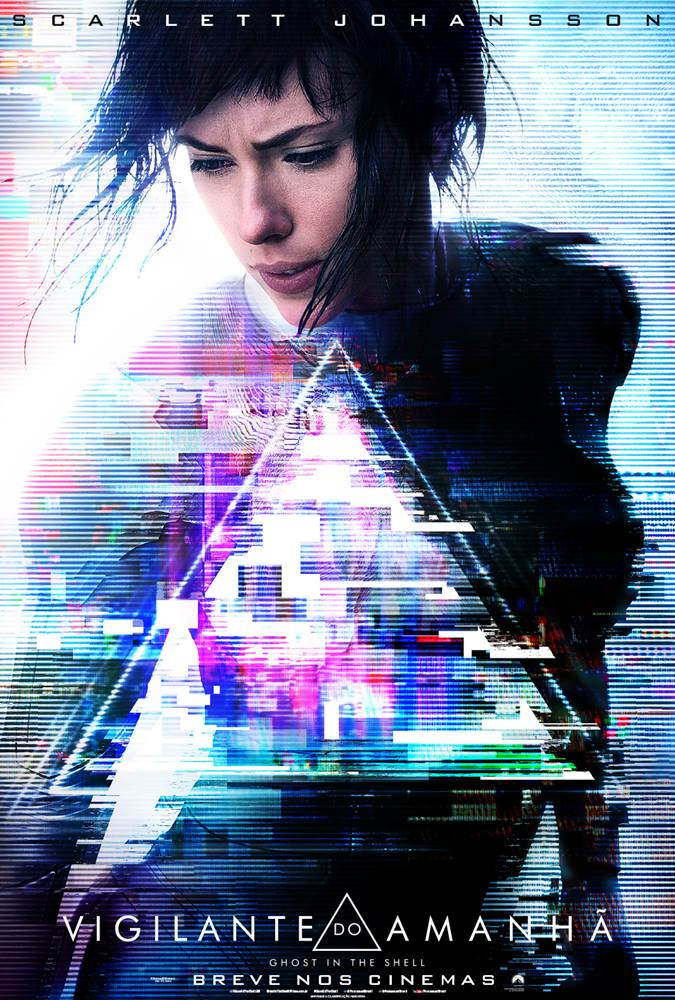 SCARLETT JOHANSSON
VIGILANTE DO AMANHÃ
GHOST IN THE SHELL
BREVE NOS CINEMAS